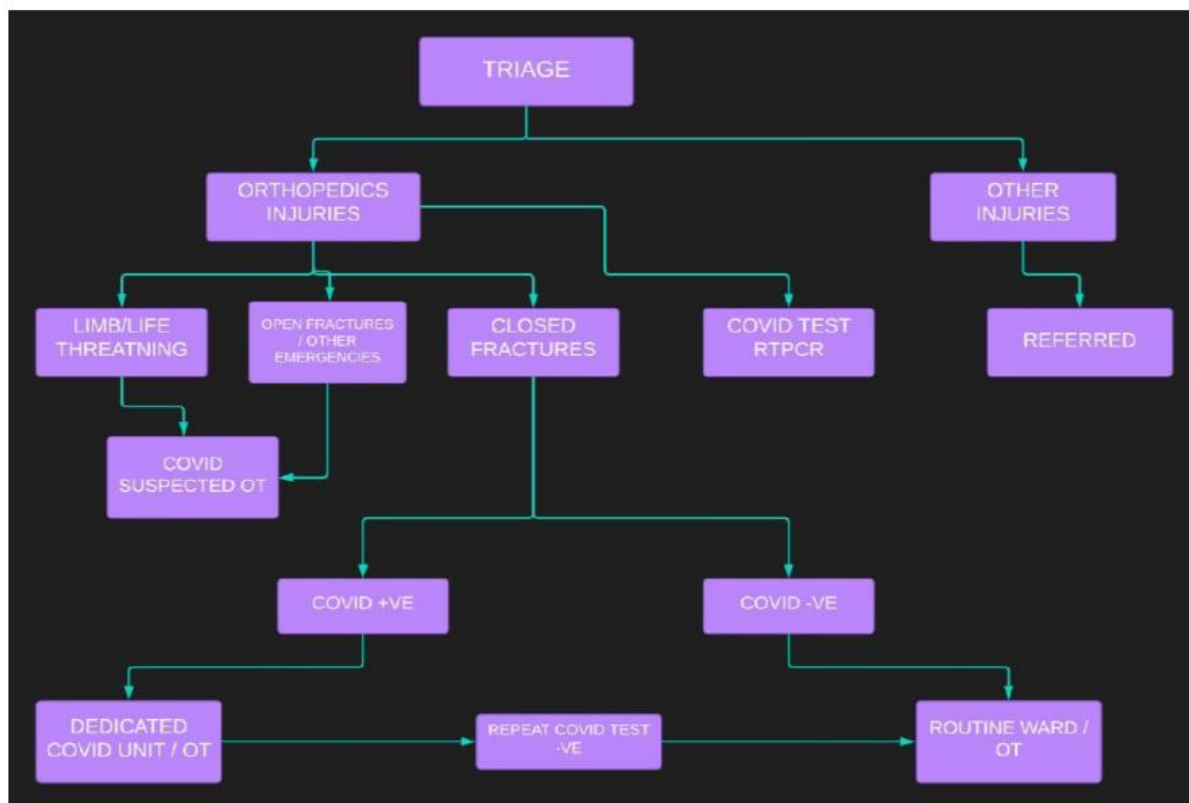 TRIAGE
ORTHOPEDICS
INJURIES
OTHER
INJURIES
LIMB/LIFE
THREATNING
OPEN FRACTURES
/ OTHER
EMERGENCIES
CLOSED
FRACTURES
COVID TEST
RTPCR
REFERRED
COVID
SUSPECTED OT
COVID +VE
COVID -VE
DEDICATED
COVID UNIT / OT
REPEAT COVID TEST
-VE
ROUTINE WARD /
OT